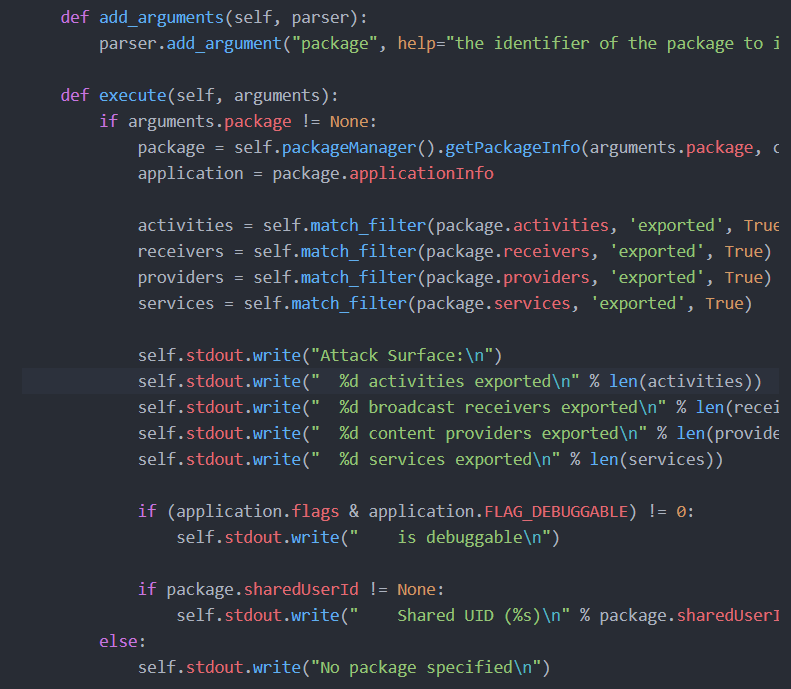 def add_arguments(self, parser):
parser.add_argument("package", help="the identifier of the package to i
def execute(self, arguments):
if arguments.package != None:
package = self.packageManager().getPackageInfo(arguments.package, c
application = package.applicationInfo
activities = self.match_filter(package.activities, 'exported', True
receivers = self.match_filter(package.receivers, 'exported', True)
providers = self.match_filter(package.providers, 'exported', True)
services = self.match_filter(package.services, 'exported', True)
self.stdout.write("Attack Surface:\n")
self.stdout.write("  %d activities exported\n" % len(activities))
self.stdout.write("  %d broadcast receivers exported\n" % len(recei
self.stdout.write("  %d content providers exported\n" % len(provide
self.stdout.write("  %d services exported\n" % len(services))
if (application.flags & application.FLAG_DEBUGGABLE) != 0:
self.stdout.write("    is debuggable\n")
if package.sharedUserId != None:
self.stdout.write("    Shared UID (%s)\n" % package.sharedUserI
else:
self.stdout.write("No package specified\n")